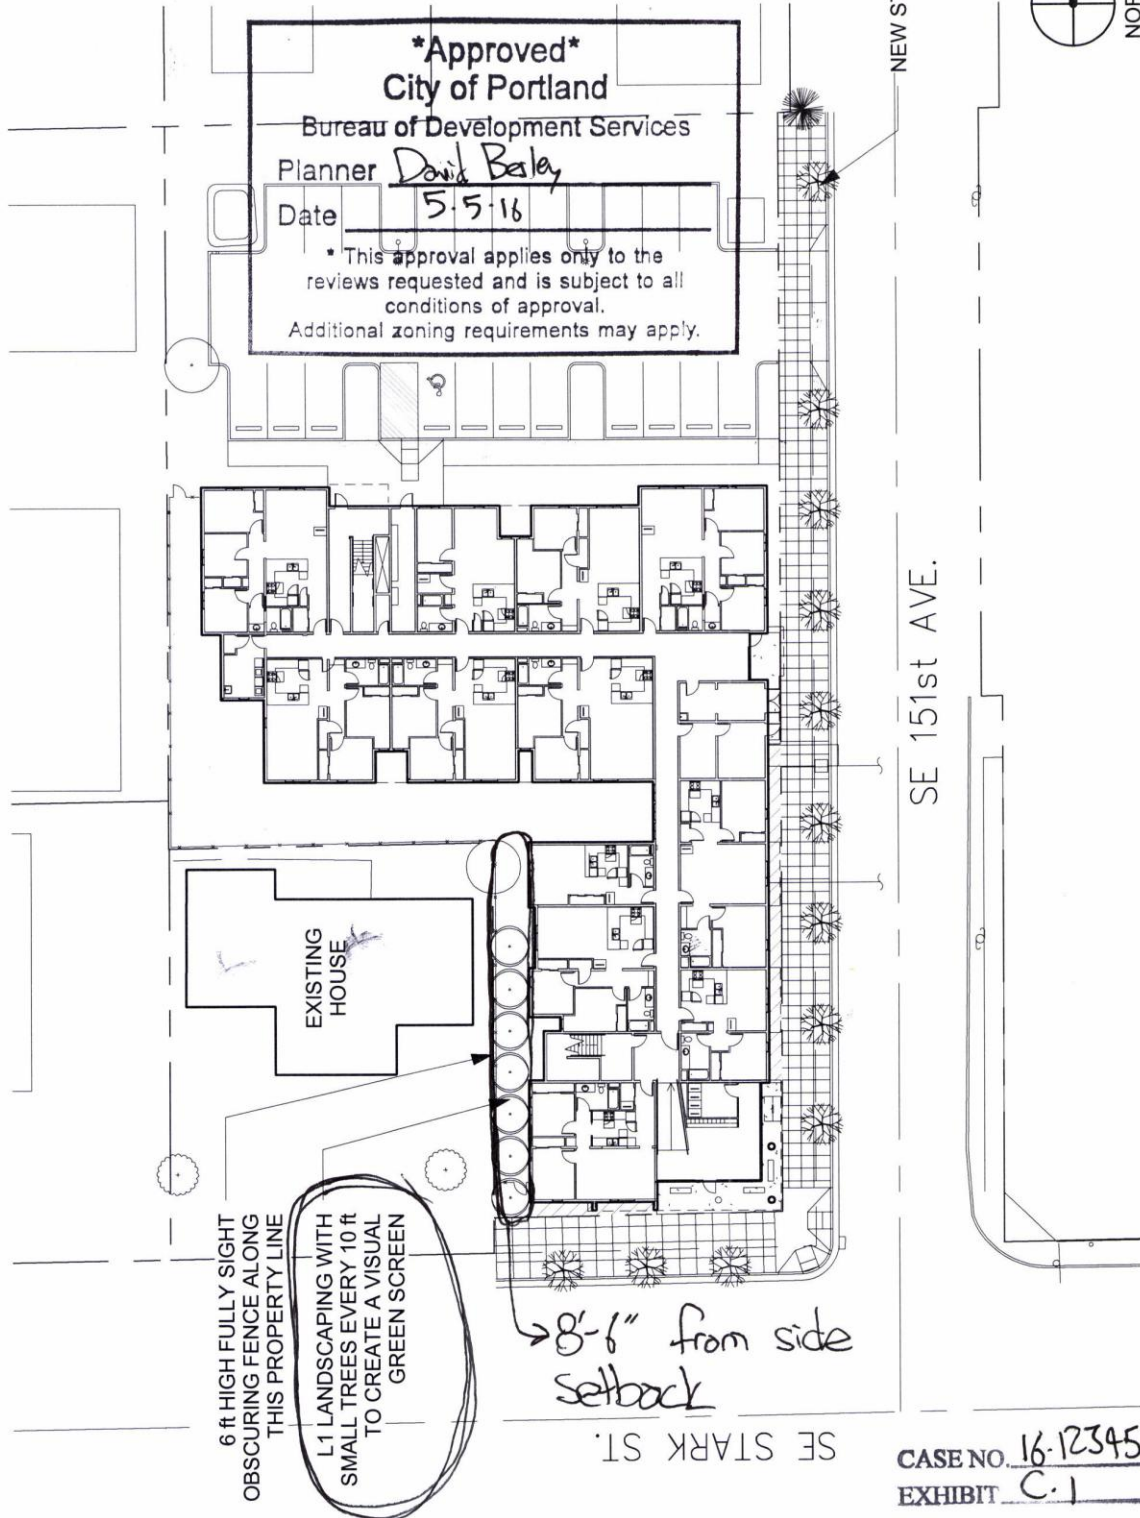 *Approved*
City of Portland
Bureau of Development Services
Planner David Besley
Date 5.5.16
* This approval applies only to the
reviews requested and is subject to all
conditions of approval.
Additional zoning requirements may apply.
NEW
SE 151st AVE.
EXISTING
HOUSE
6 ft HIGH FULLY SIGHT
OBSCURING FENCE ALONG
THIS PROPERTY LINE
L1 LANDSCAPING WITH
SMALL TREES EVERY 10 ft
TO CREATE A VISUAL
GREEN SCREEN
8'-6" from side
setback
SE STARK ST.
CASE NO. 16-12345
EXHIBIT C.1